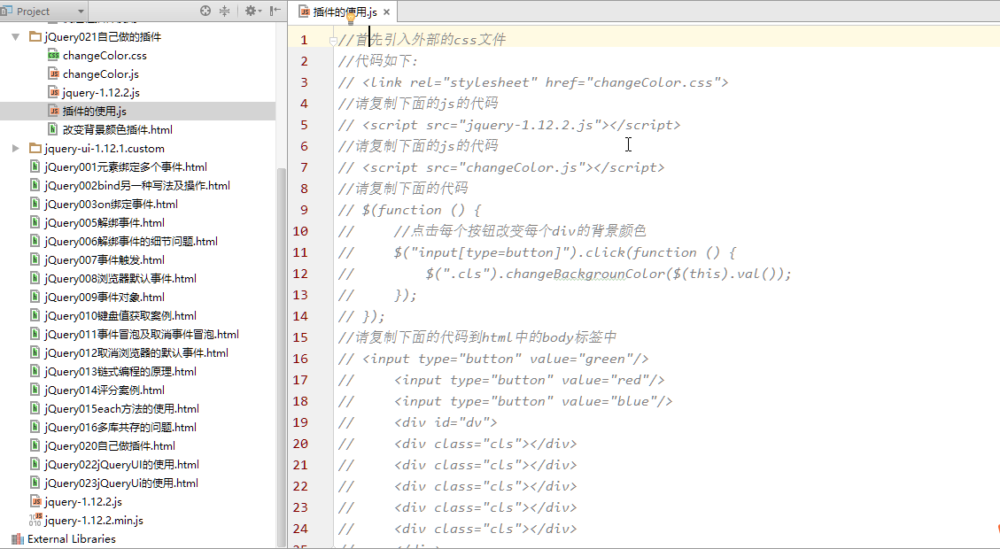 Project
插件的使用.js
jQuery021自己做的插件
changeColor.css
changeColor.js
jquery-1.12.2.js
插件的使用.js
改变背景颜色插件.html
jquery-ui-1.12.1.custom
jQuery001元素绑定多个事件.html
jQuery002bind另一种写法及操作.html
jQuery003on绑定事件.html
jQuery005解绑事件.html
jQuery006解绑事件的细节问题.html
jQuery007事件触发.html
jQuery008浏览器默认事件.html
jQuery009事件对象.html
jQuery010键盘值获取案例.html
jQuery011事件冒泡及取消事件冒泡.html
jQuery012取消浏览器的默认事件.html
jQuery013链式编程的原理.html
jQuery014评分案例.html
jQuery015each方法的使用.html
jQuery016多库共存的问题.html
jQuery020自己做插件.html
jQuery022jQueryUI的使用.html
jQuery023jQueryUi的使用.html
jquery-1.12.2.js
jquery-1.12.2.min.js
External Libraries
1 //首先引入外部的css文件
2 //代码如下:
3 // <link rel="stylesheet" href="changeColor.css">
4 //请复制下面的js的代码
5 // <script src="jquery-1.12.2.js"></script>
6 //请复制下面的js的代码
7 // <script src="changeColor.js"></script>
8 //请复制下面的代码
9 // $(function () {
10 //     //点击每个按钮改变每个div的背景颜色
11 //     $("input[type=button]").click(function () {
12 //         $(".cls").changeBackgrounColor($(this).val());
13 //     });
14 // });
15 //请复制下面的代码到html中的body标签中
16 // <input type="button" value="green"/>
17 //     <input type="button" value="red"/>
18 //     <input type="button" value="blue"/>
19 //     <div id="dv">
20 //     <div class="cls"></div>
21 //     <div class="cls"></div>
22 //     <div class="cls"></div>
23 //     <div class="cls"></div>
24 //     <div class="cls"></div>